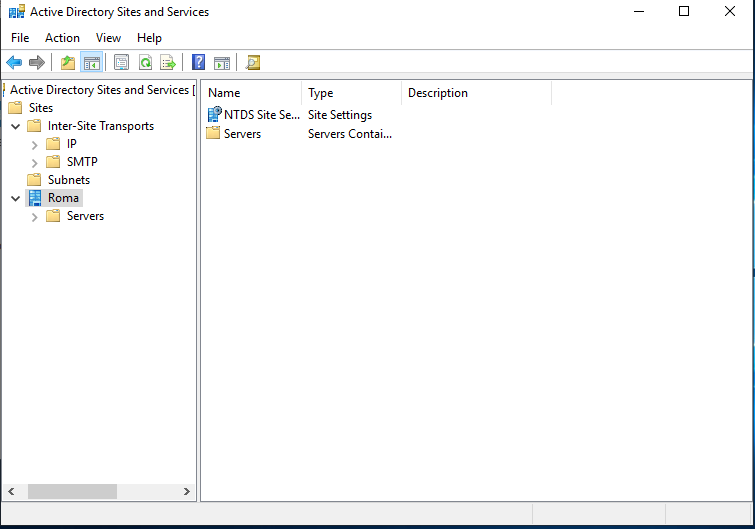 Active Directory Sites and Services
File Action View Help
Active Directory Sites and Services [
Sites
Inter-Site Transports
IP
SMTP
Subnets
Roma
Servers
Name Type Description
NTDS Site Se... Site Settings
Servers Servers Contai...